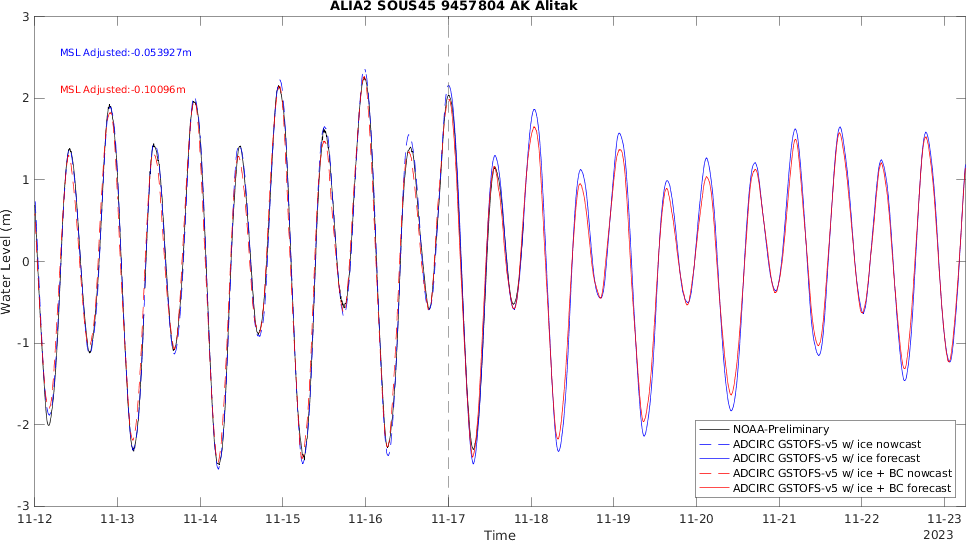 ALIA2 SOUS45 9457804 AK Alitak
3
MSL Adjusted:-0.053927m
2
MSL Adjusted:-0.10096m
1
0
-1
-2
-3
Water Level (m)
NOAA-Preliminary
ADCIRC GSTOFS-v5 w/ ice nowcast
ADCIRC GSTOFS-v5 w/ ice forecast
ADCIRC GSTOFS-v5 w/ ice + BC nowcast
ADCIRC GSTOFS-v5 w/ ice + BC forecast
11-12 11-13 11-14 11-15 11-16 11-17 11-18 11-19 11-20 11-21 11-22 11-23
Time
2023